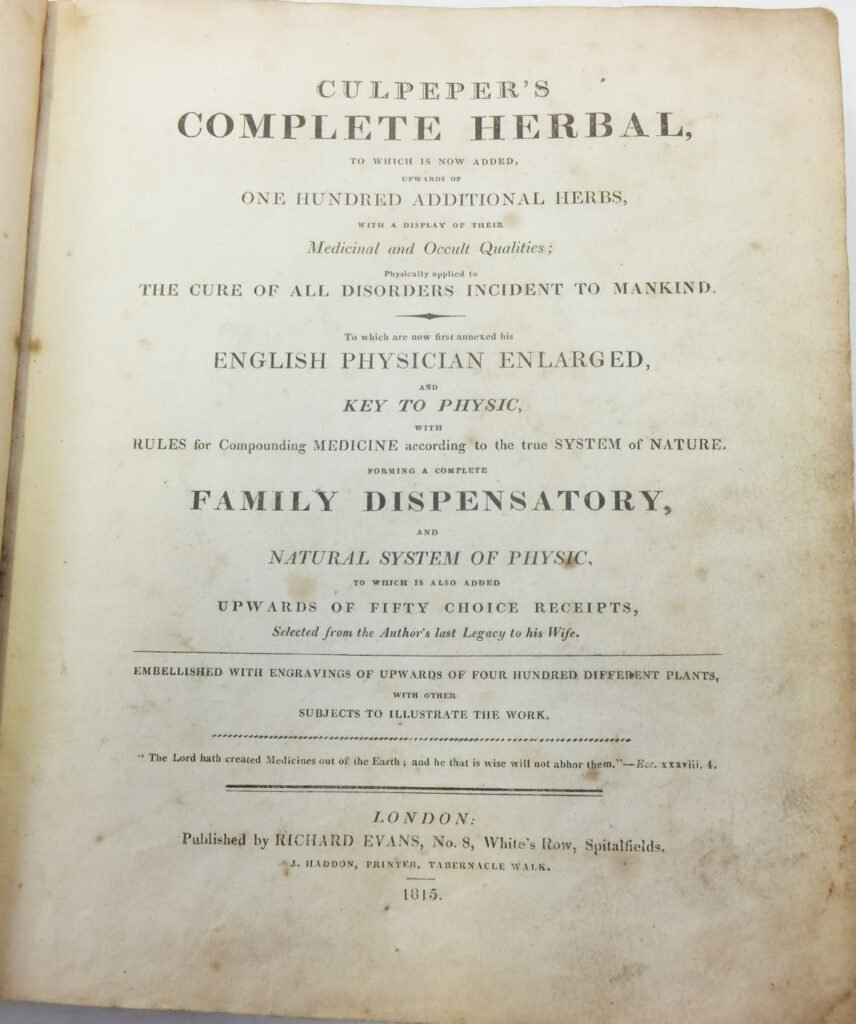 CULPEPER'S
COMPLETE HERBAL,
TO WHICH IS NOW ADDED,
UPWARDS OF
ONE HUNDRED ADDITIONAL HERBS,
WITH A DISPLAY OF THEIR
Medicinal and Occult Qualities;
Physically applied to
THE CURE OF ALL DISORDERS INCIDENT TO MANKIND.
To which are now first annexed his
ENGLISH PHYSICIAN ENLARGED,
AND
KEY TO PHYSIC,
WITH
RULES for Compounding MEDICINE according to the true SYSTEM of NATURE.
FORMING A COMPLETE
FAMILY DISPENSATORY,
AND
NATURAL SYSTEM OF PHYSIC,
TO WHICH IS ALSO ADDED
UPWARDS OF FIFTY CHOICE RECEIPTS,
Selected from the Author's last Legacy to his Wife.
EMBELLISHED WITH ENGRAVINGS OF UPWARDS OF FOUR HUNDRED DIFFERENT PLANTS,
WITH OTHER
SUBJECTS TO ILLUSTRATE THE WORK.
"The Lord hath created Medicines out of the Earth; and he that is wise will not abhor them."—Ecc. xxxviii. 4.
LONDON:
Published by RICHARD EVANS, No. 8, White's Row, Spitalfields.
J. HADDON, PRINTER, TABERNACLE WALK.
1815.